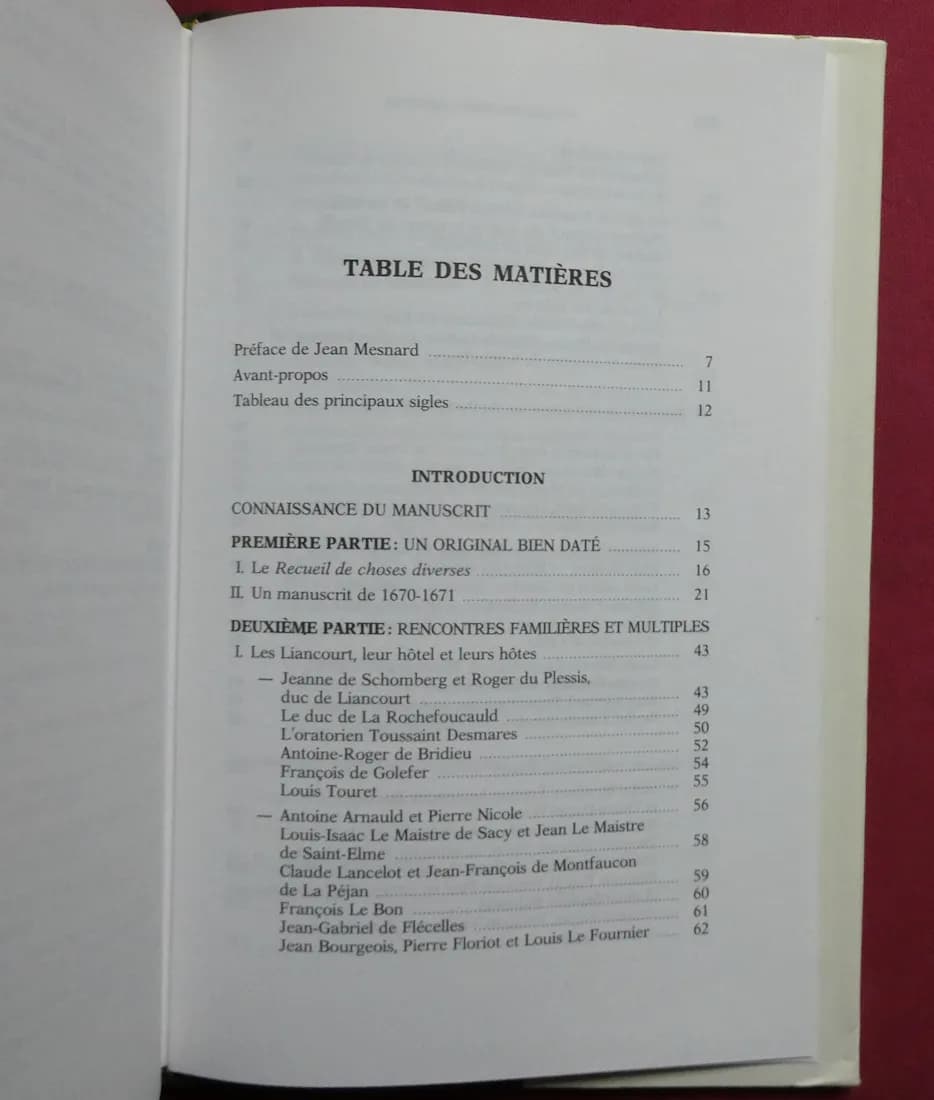 TABLE DES MATIÈRES
Préface de Jean Mesnard 7
Avant-propos 11
Tableau des principaux sigles 12
INTRODUCTION
CONNAISSANCE DU MANUSCRIT 13
PREMIÈRE PARTIE : UN ORIGINAL BIEN DATÉ 15
I. Le Recueil de choses diverses 16
II. Un manuscrit de 1670-1671 21
DEUXIÈME PARTIE : RENCONTRES FAMILIÈRES ET MULTIPLES
I. Les Liancourt, leur hôtel et leurs hôtes 43
— Jeanne de Schomberg et Roger du Plessis,
duc de Liancourt 43
Le duc de La Rochefoucauld 49
L'oratorien Toussaint Desmares 50
Antoine-Roger de Bridieu 52
François de Golefer 54
Louis Touret 55
— Antoine Arnauld et Pierre Nicole 56
Louis-Isaac Le Maistre de Sacy et Jean Le Maistre
de Saint-Elme 58
Claude Lancelot et Jean-François de Montfaucon
de La Péjan 59
François Le Bon 60
Jean-Gabriel de Flécelles 61
Jean Bourgeois, Pierre Floriot et Louis Le Fournier 62